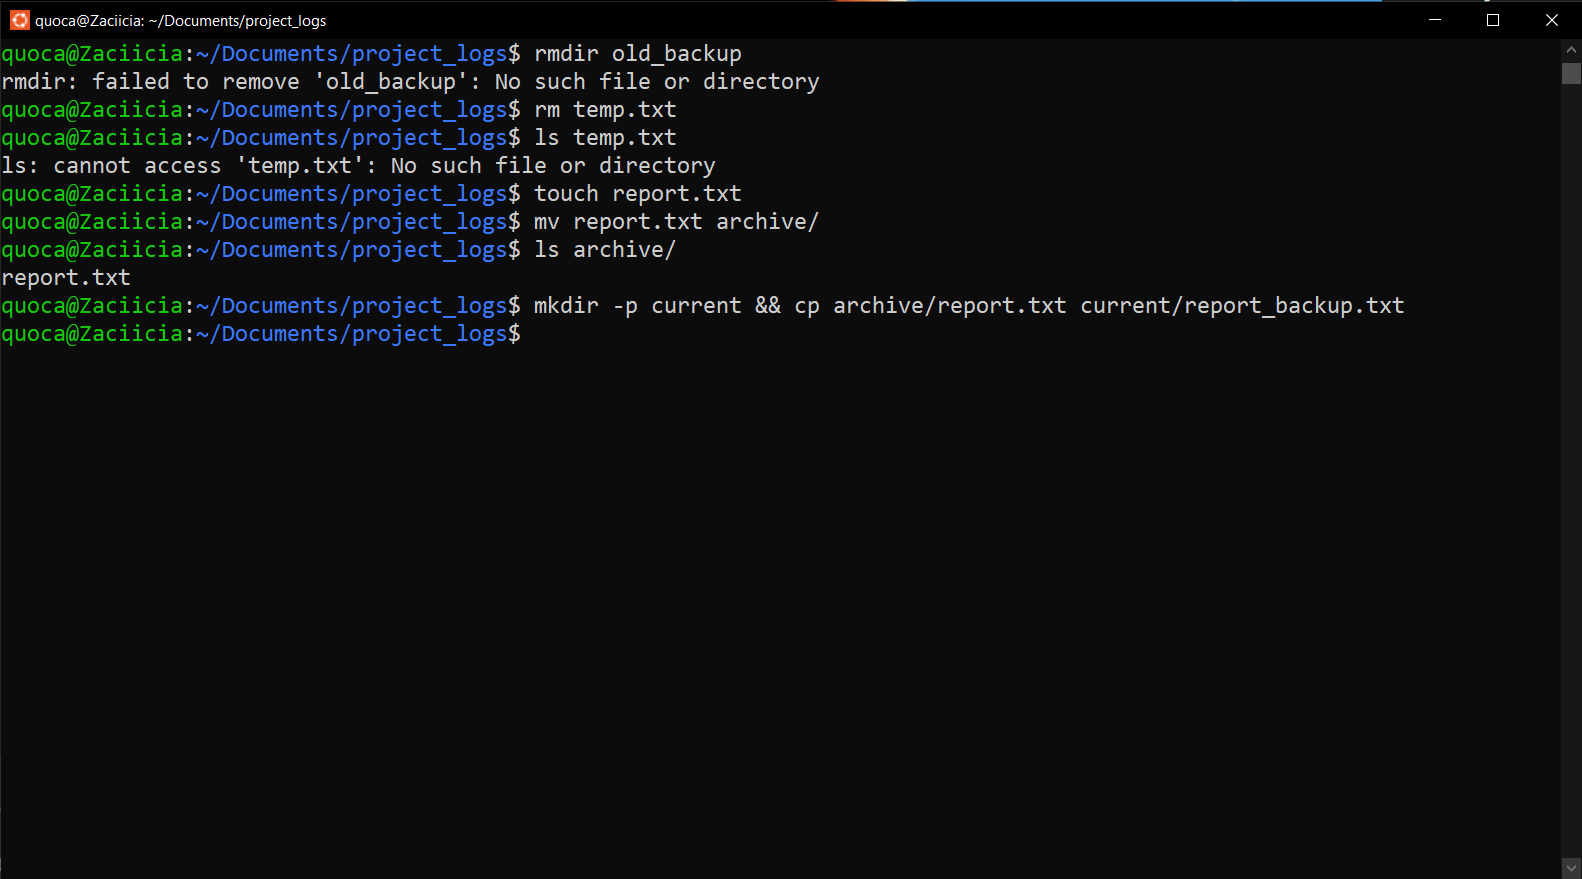 quoca@Zaciicia: ~/Documents/project_logs
quoca@Zaciicia:~/Documents/project_logs$ rmdir old_backup
rmdir: failed to remove 'old_backup': No such file or directory
quoca@Zaciicia:~/Documents/project_logs$ rm temp.txt
quoca@Zaciicia:~/Documents/project_logs$ ls temp.txt
ls: cannot access 'temp.txt': No such file or directory
quoca@Zaciicia:~/Documents/project_logs$ touch report.txt
quoca@Zaciicia:~/Documents/project_logs$ mv report.txt archive/
quoca@Zaciicia:~/Documents/project_logs$ ls archive/
report.txt
quoca@Zaciicia:~/Documents/project_logs$ mkdir -p current && cp archive/report.txt current/report_backup.txt
quoca@Zaciicia:~/Documents/project_logs$